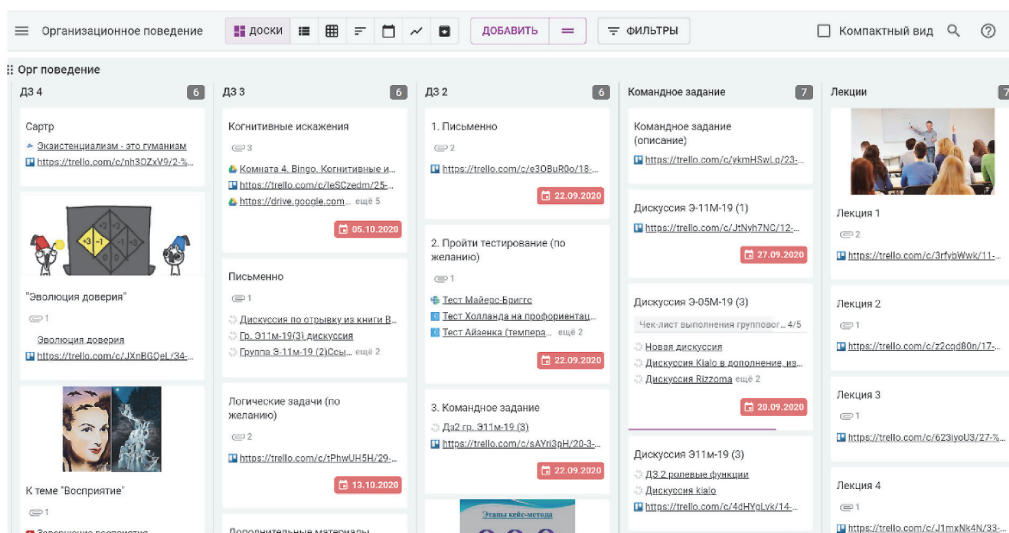 Организационное поведение
ДОСКИ
ДОБАВИТЬ
ФИЛЬТРЫ
Компактный вид
Орг поведение
ДЗ 4
6
Сартр
Экзистенциализм - это гуманизм
https://trello.com/c/nh3OZxV9/2-%...
+3
-1
"Эволюция доверия"
1
Эволюция доверия
https://trello.com/c/JXnBGQeL/34-...
К теме "Восприятие"
1
Завершение восприятия
ДЗ 3
6
Когнитивные искажения
3
Комната 4. Bingo. Когнитивные и...
https://trello.com/c/leSCzedm/25-...
https://drive.google.com... ещё 5
05.10.2020
Письменно
1
Дискуссия по отрывку из книги В...
Гр. Э11м-19(3) дискуссия
Группа Э-11м-19 (2)Ссы... ещё 2
Логические задачи (по
желанию)
2
https://trello.com/c/tPhwUH5H/29-...
13.10.2020
Дополнительные материалы
ДЗ 2
6
1. Письменно
2
https://trello.com/c/e3OBuR0o/18-...
22.09.2020
2. Пройти тестирование (по
желанию)
1
Тест Майерс-Бриггс
Тест Холланда на профориентац...
Тест Айзенка (темпера... ещё 2
22.09.2020
3. Командное задание
Дз2 гр. Э11м-19 (3)
https://trello.com/c/sAYri3pH/20-3-...
22.09.2020
Этапы кейс-метода
Командное задание
7
Командное задание
(описание)
https://trello.com/c/ykmHSwLq/23-...
Дискуссия Э-11М-19 (1)
https://trello.com/c/JtNyh7NC/12-...
27.09.2020
Дискуссия Э-05М-19 (3)
Чек-лист выполнения группово​г... 4/5
Новая дискуссия
Дискуссия Kialo в дополнение, из...
Дискуссия Rizzoma ещё 2
20.09.2020
Дискуссия Э11м-19 (3)
ДЗ 2 ролевые функции
Дискуссия kialo
https://trello.com/c/4dHYqLvk/14-...
Лекции
7
Лекция 1
2
https://trello.com/c/3rfvbWwk/11-...
Лекция 2
1
https://trello.com/c/z2cqd80n/17-...
Лекция 3
1
https://trello.com/c/623iyoU3/27-%...
Лекция 4
1
https://trello.com/c/J1mxNk4N/33-...